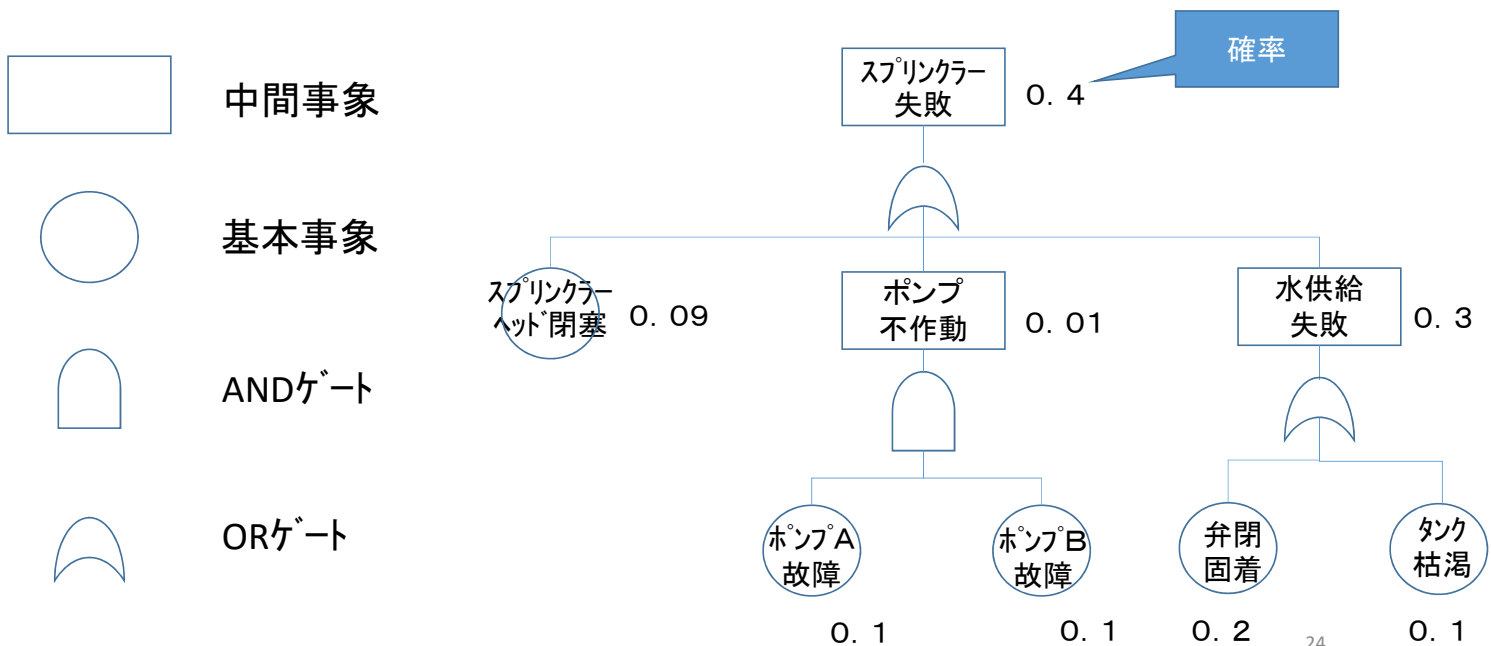 中間事象
基本事象
ANDゲート
ORゲート
確率
スプリンクラー
失敗
0. 4
スプリンクラー
ヘッド閉塞
0. 09
ポンプ
不作動
0. 01
水供給
失敗
0. 3
ポンプA
故障
ポンプB
故障
弁閉
固着
タンク
枯渇
0. 1
0. 1
0. 2
0. 1
24